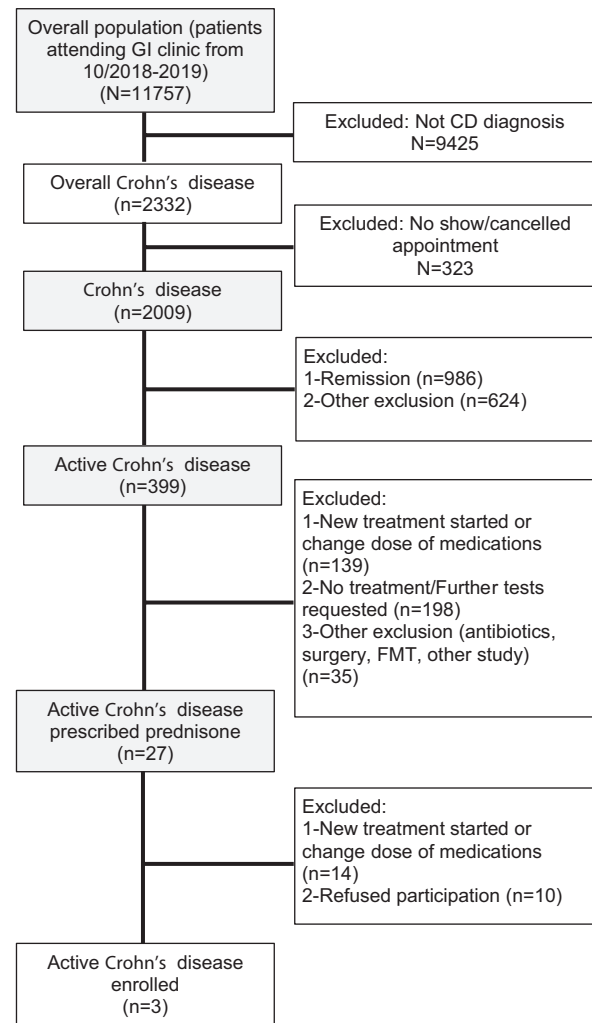 Overall population (patients
attending GI clinic from
10/2018-2019)
(N=11757)
Excluded: Not CD diagnosis
N=9425
Overall Crohn's disease
(n=2332)
Excluded: No show/cancelled
appointment
N=323
Crohn's disease
(n=2009)
Excluded:
1-Remission (n=986)
2-Other exclusion (n=624)
Active Crohn's disease
(n=399)
Excluded:
1-New treatment started or
change dose of medications
(n=139)
2-No treatment/Further tests
requested (n=198)
3-Other exclusion (antibiotics,
surgery, FMT, other study)
(n=35)
Active Crohn's disease
prescribed prednisone
(n=27)
Excluded:
1-New treatment started or
change dose of medications
(n=14)
2-Refused participation (n=10)
Active Crohn's disease
enrolled
(n=3)